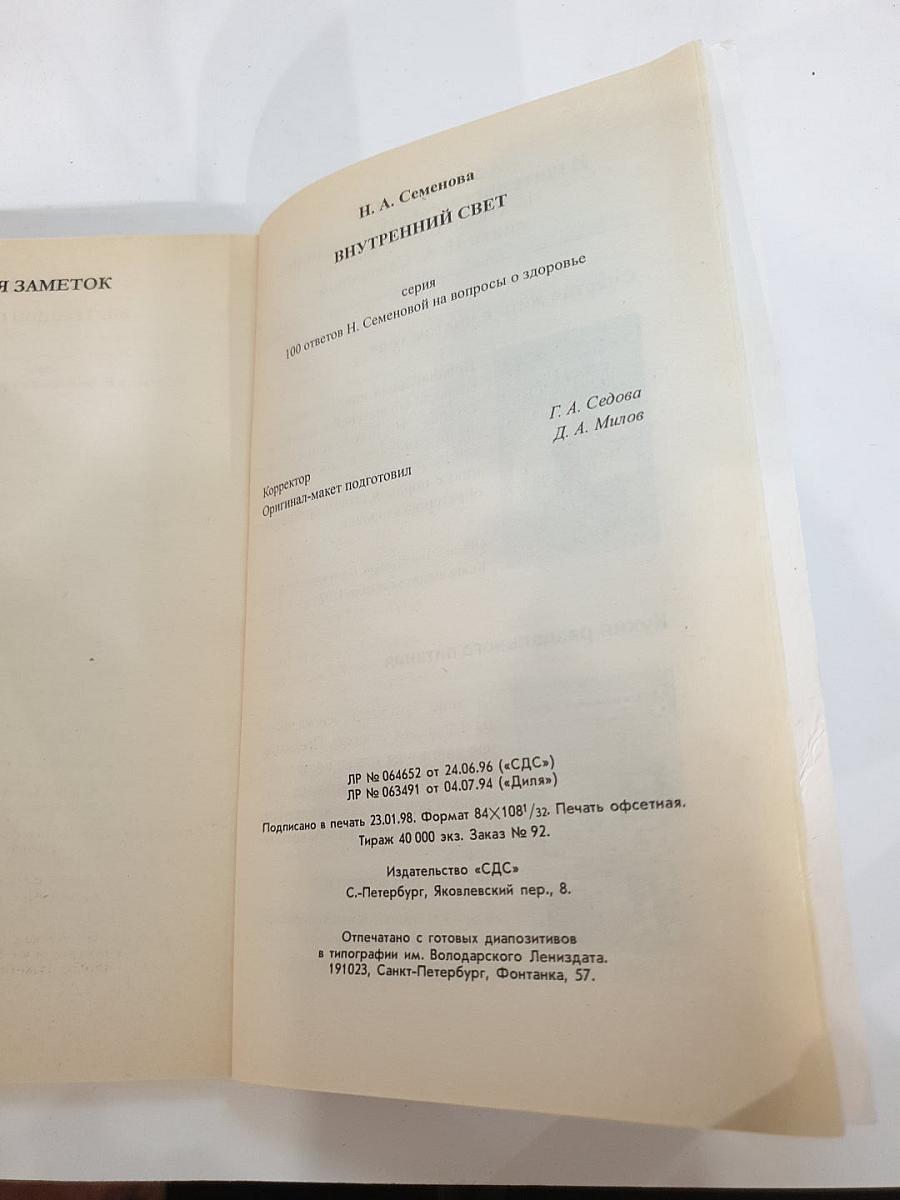 Я ЗАМЕТОК
Н. А. Семенова
ВНУТРЕННИЙ СВЕТ
серия
100 ответов Н. Семеновой на вопросы о здоровье
Корректор Г. А. Седова
Оригинал-макет подготовил Д. А. Милов
ЛР № 064652 от 24.06.96 («СДС»)
ЛР № 063491 от 04.07.94 («Диля»)
Подписано в печать 23.01.98. Формат 84×108¹/32. Печать офсетная.
Тираж 40 000 экз. Заказ № 92.
Издательство «СДС»
С.-Петербург, Яковлевский пер., 8.
Отпечатано с готовых диапозитивов
в типографии им. Володарского Лениздата.
191023, Санкт-Петербург, Фонтанка, 57.